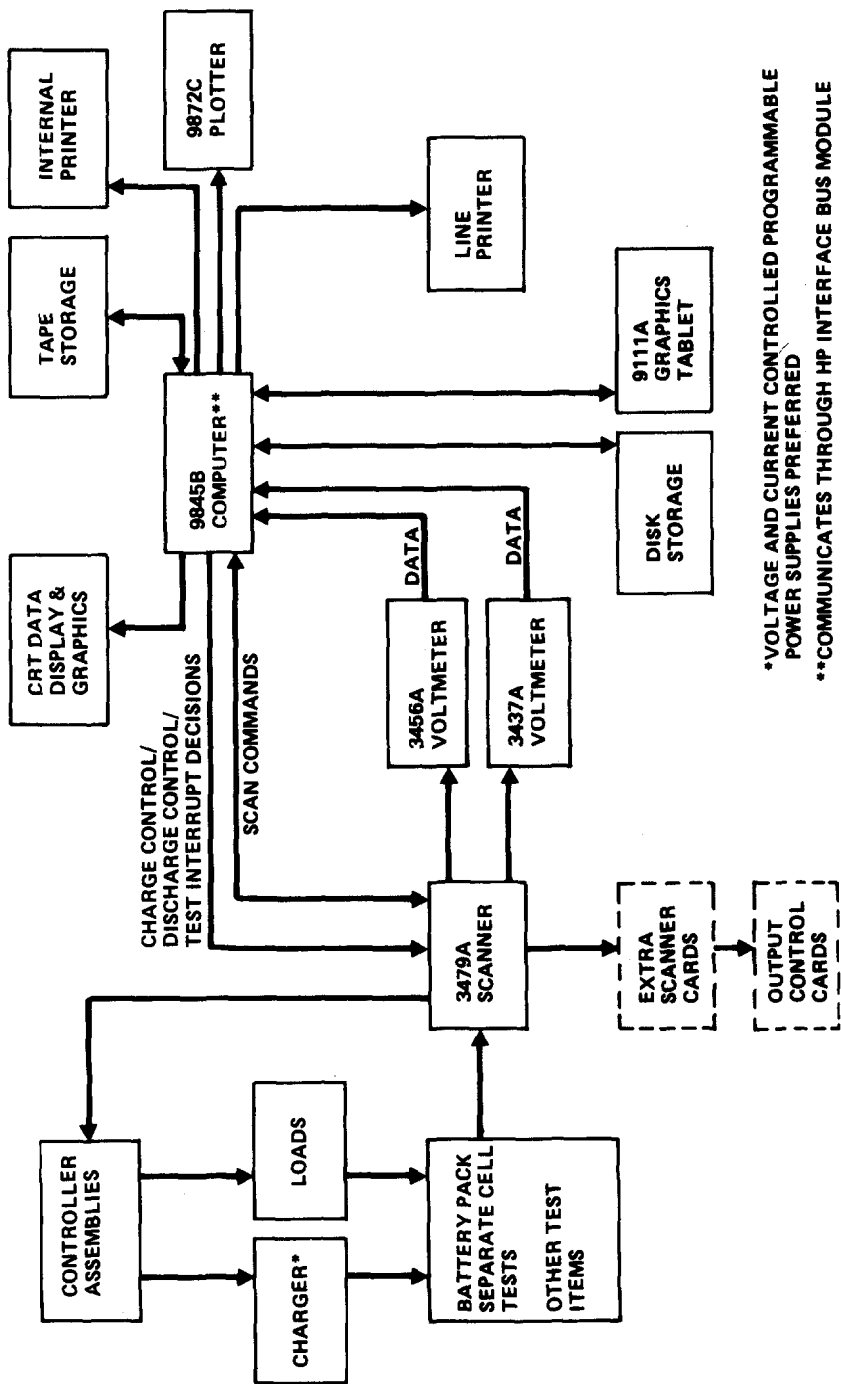 CRT DATA
DISPLAY &
GRAPHICS
TAPE
STORAGE
INTERNAL
PRINTER
9845B
COMPUTER**
9872C
PLOTTER
LINE
PRINTER
CHARGE CONTROL/
DISCHARGE CONTROL/
TEST INTERRUPT DECISIONS
SCAN COMMANDS
DATA
DATA
CONTROLLER
ASSEMBLIES
CHARGER*
LOADS
3479A
SCANNER
3456A
VOLTMETER
3437A
VOLTMETER
DISK
STORAGE
9111A
GRAPHICS
TABLET
BATTERY PACK
SEPARATE CELL
TESTS
OTHER TEST
ITEMS
EXTRA
SCANNER
CARDS
OUTPUT
CONTROL
CARDS
*VOLTAGE AND CURRENT CONTROLLED PROGRAMMABLE
POWER SUPPLIES PREFERRED
**COMMUNICATES THROUGH HP INTERFACE BUS MODULE